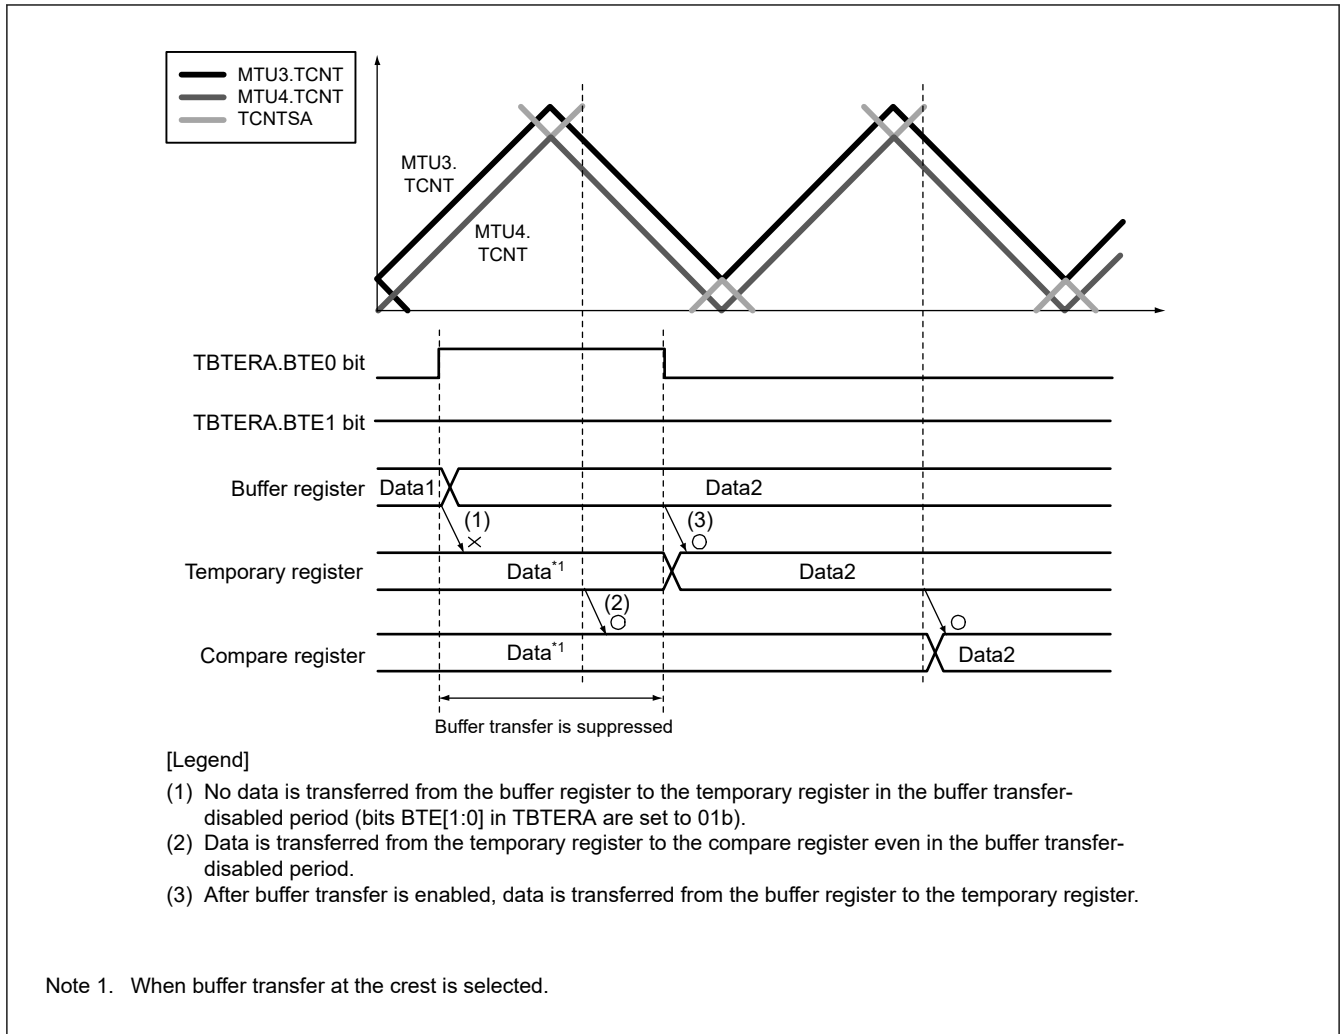 MTU3.TCNT
MTU4.TCNT
TCNTSA
MTU3.
TCNT
MTU4.
TCNT
TBTERA.BTE0 bit
TBTERA.BTE1 bit
Buffer register Data1 Data2
(1) (3)
Temporary register Data*1 Data2
(2)
Compare register Data*1 Data2
Buffer transfer is suppressed
[Legend]
(1) No data is transferred from the buffer register to the temporary register in the buffer transfer-
disabled period (bits BTE[1:0] in TBTERA are set to 01b).
(2) Data is transferred from the temporary register to the compare register even in the buffer transfer-
disabled period.
(3) After buffer transfer is enabled, data is transferred from the buffer register to the temporary register.
Note 1. When buffer transfer at the crest is selected.